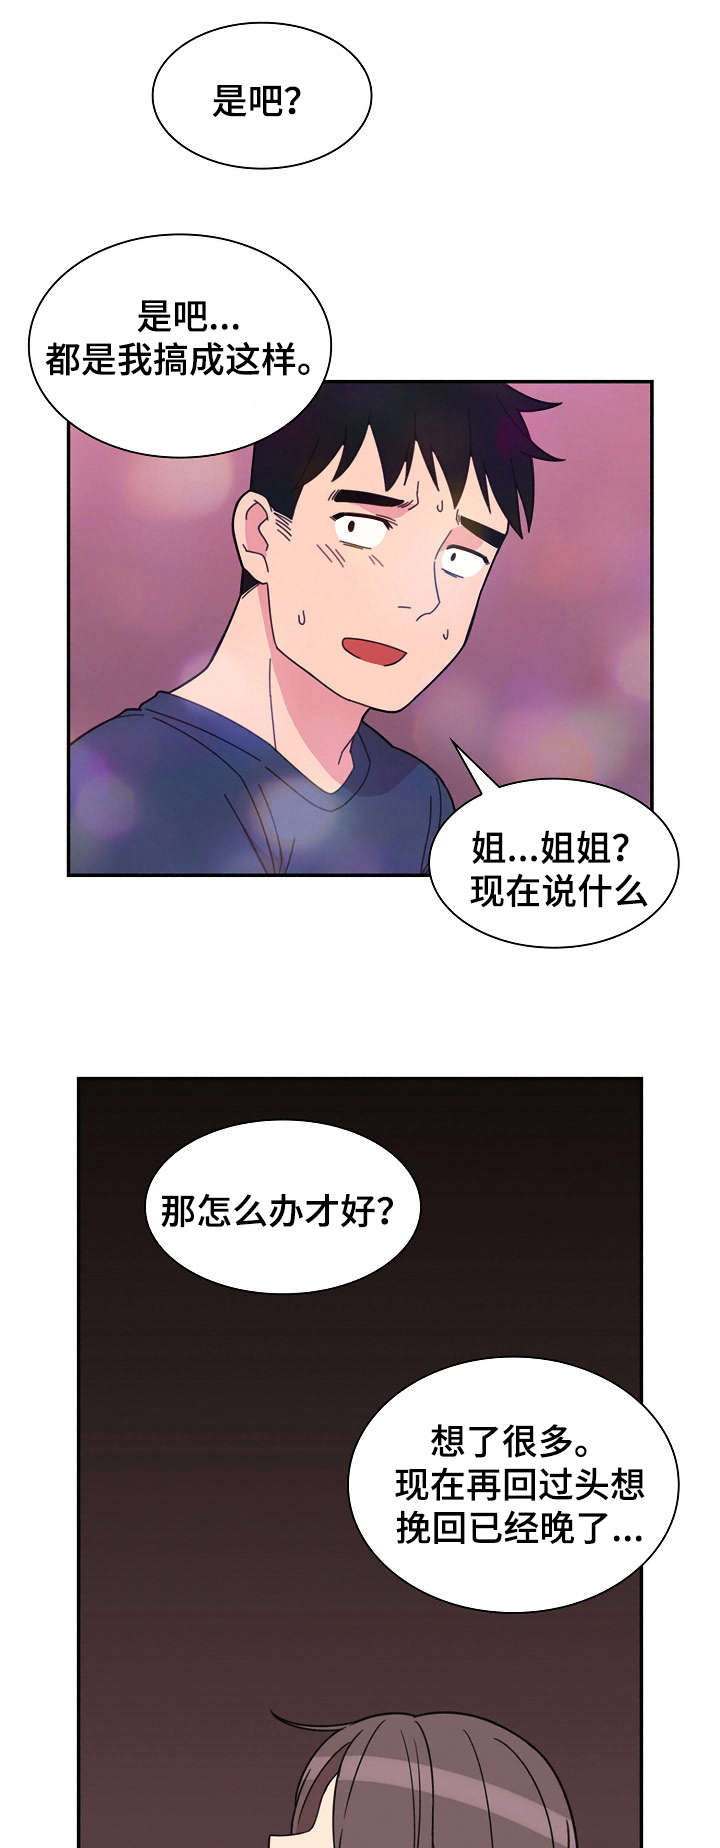 是吧?
是吧...
都是我搞成这样。
姐...姐姐?
现在说什么
那怎么办才好?
想了很多。
现在再回过头想
挽回已经晚了...